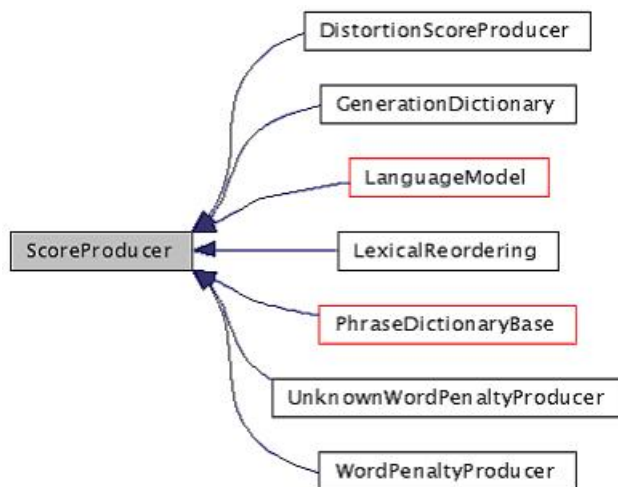 DistortionScoreProducer
GenerationDictionary
LanguageModel
ScoreProducer
LexicalReordering
PhraseDictionaryBase
UnknownWordPenaltyProducer
WordPenaltyProducer